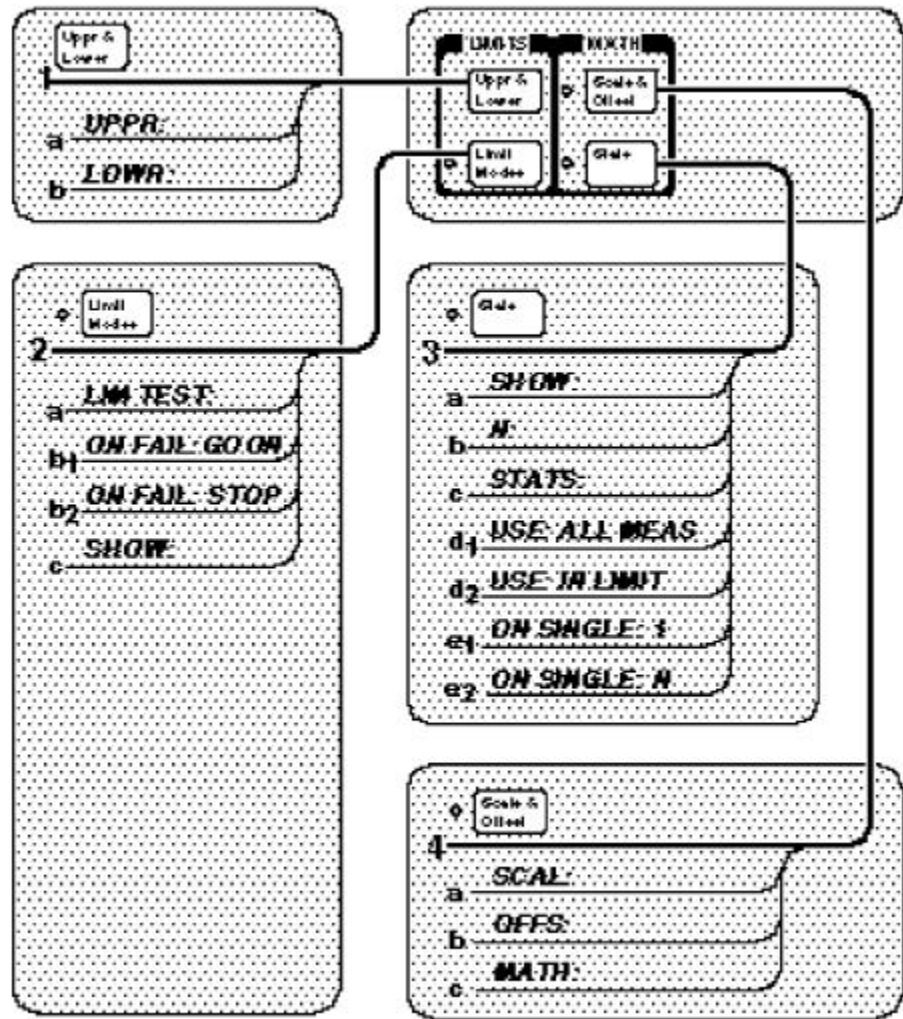 Uppr &
Lower
1
a UPPR:
b LOWR:
LIMITS MATH
Uppr &
Lower
Scale &
Offset
Limit
Modes
Stats
Limit
Modes
2
a LIM TEST:
b1 ON FAIL: GO ON
b2 ON FAIL: STOP
c SHOW:
Stats
3
a SHOW:
b N:
c STATS:
d1 USE: ALL MEAS
d2 USE: IN LIMIT
e1 ON SINGLE: 1
e2 ON SINGLE: N
Scale &
Offset
4
a SCAL:
b OFFS:
c MATH: